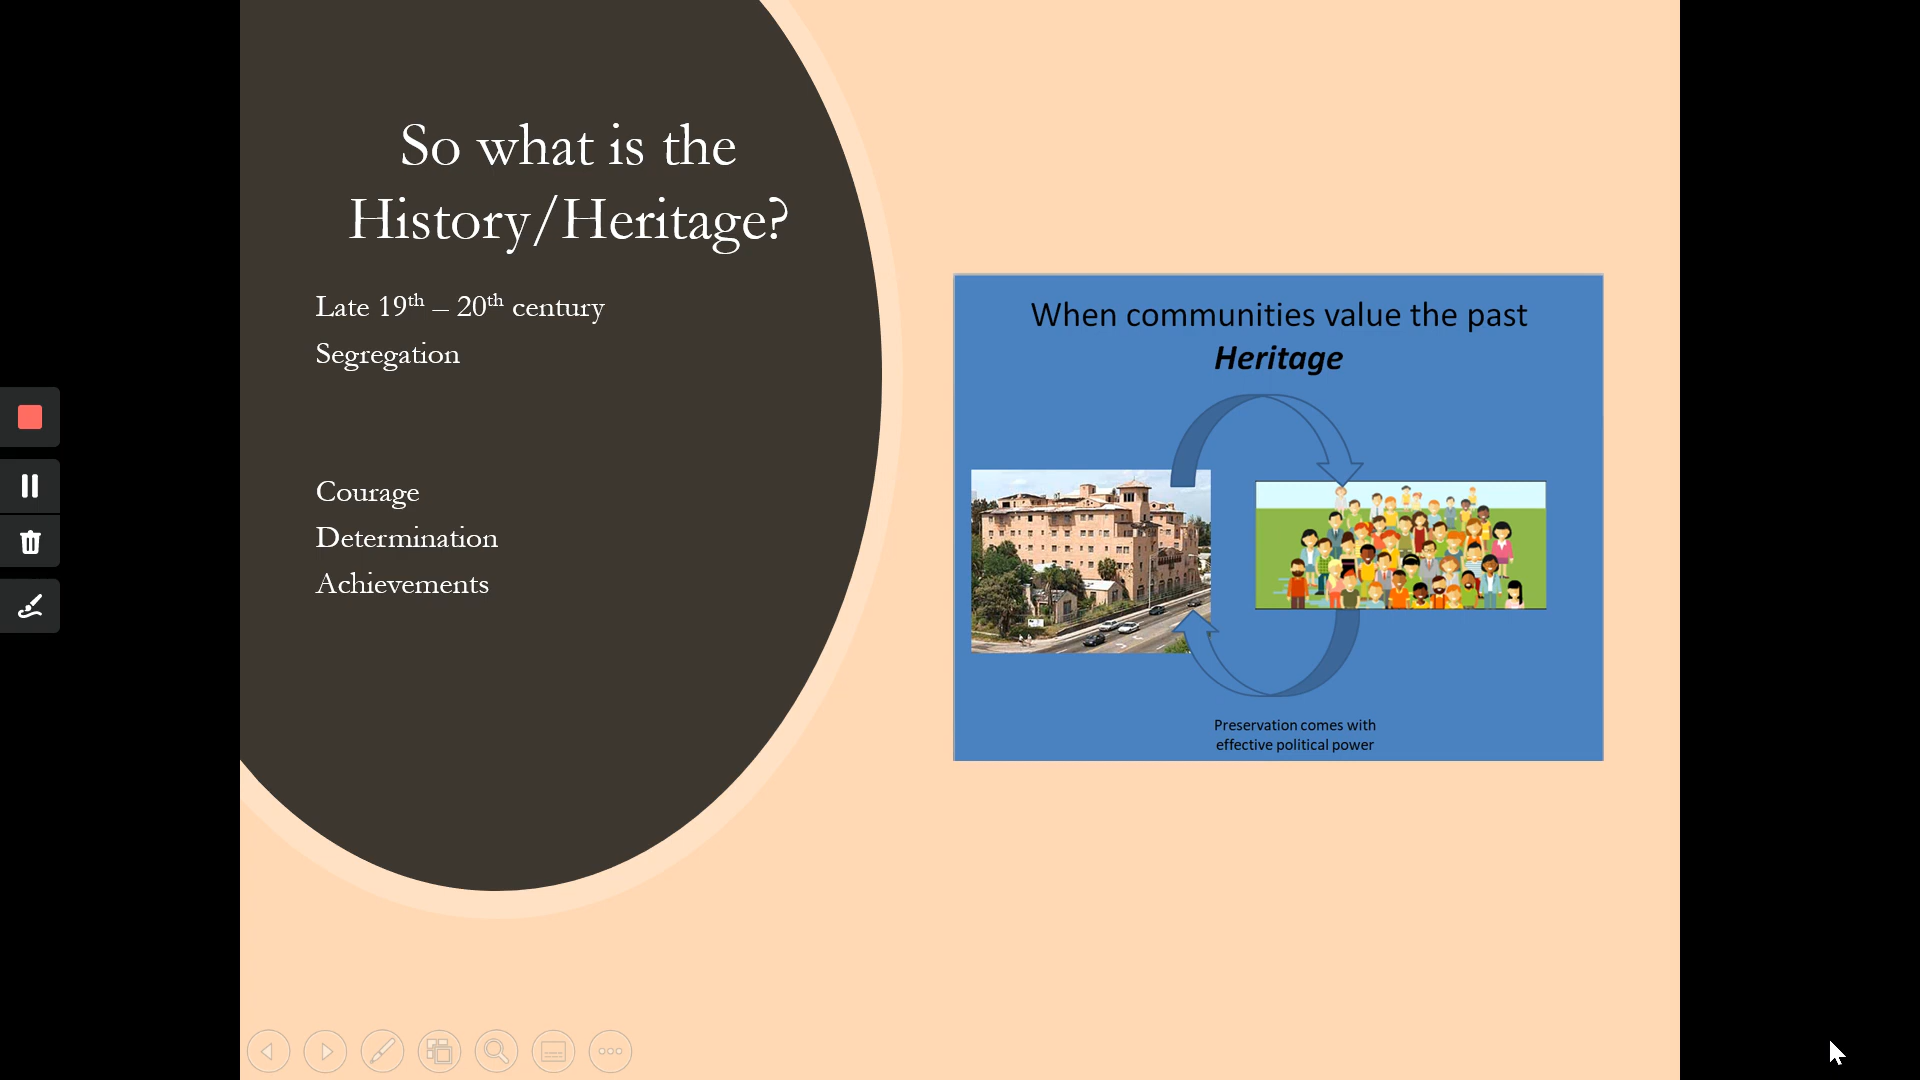 So what is the
History/Heritage?
Late 19th – 20th century
Segregation
Courage
Determination
Achievements
When communities value the past
Heritage
Preservation comes with
effective political power